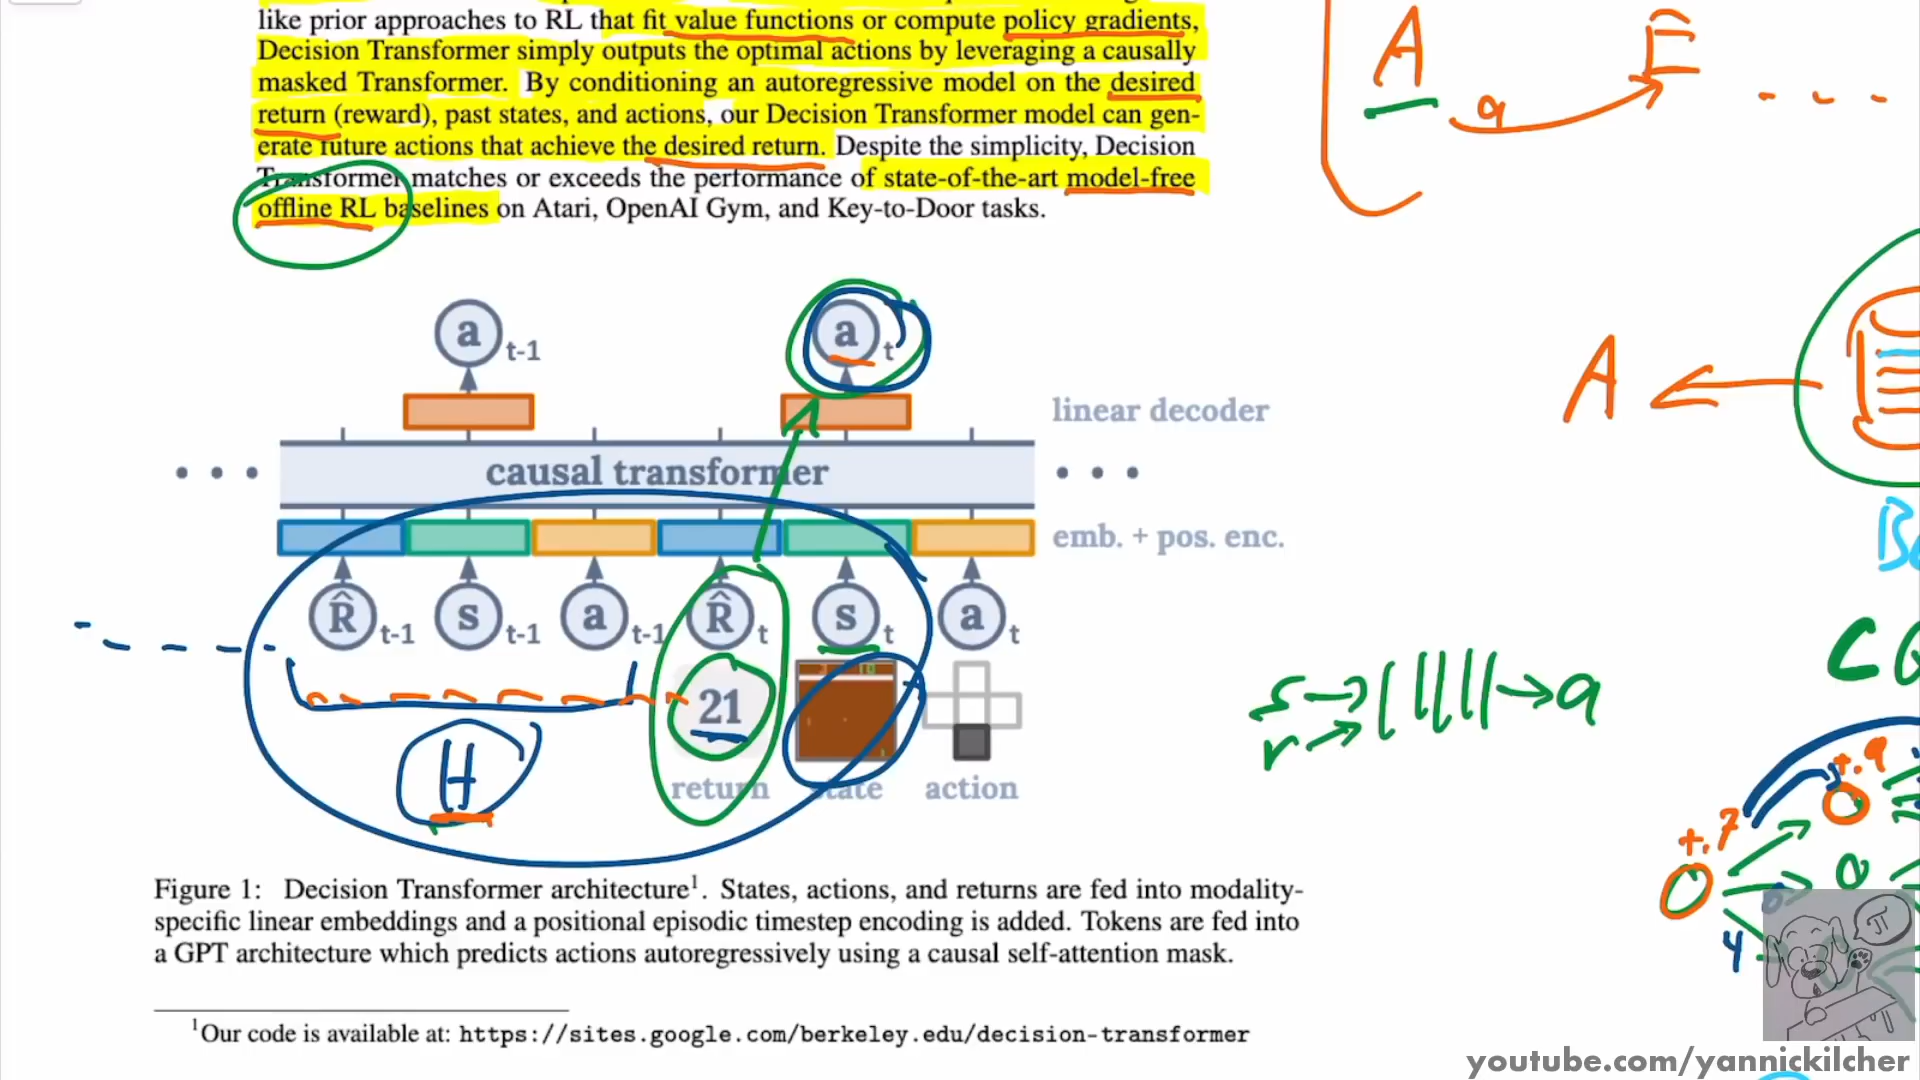 like prior approaches to RL that fit value functions or compute policy gradients,
Decision Transformer simply outputs the optimal actions by leveraging a causally
masked Transformer. By conditioning an autoregressive model on the desired
return (reward), past states, and actions, our Decision Transformer model can gen-
erate future actions that achieve the desired return. Despite the simplicity, Decision
Transformer matches or exceeds the performance of state-of-the-art model-free
offline RL baselines on Atari, OpenAI Gym, and Key-to-Door tasks.
A
a
E
a t-1
a t
linear decoder
A
causal transformer
emb. + pos. enc.
R̂ t-1
s t-1
a t-1
R̂ t
s t
a t
21
H
return
state
action
s → → a
r →
+.9
+.7
Figure 1: Decision Transformer architecture¹. States, actions, and returns are fed into modality-
specific linear embeddings and a positional episodic timestep encoding is added. Tokens are fed into
a GPT architecture which predicts actions autoregressively using a causal self-attention mask.
π
4
¹Our code is available at: https://sites.google.com/berkeley.edu/decision-transformer
youtube.com/yannickilcher